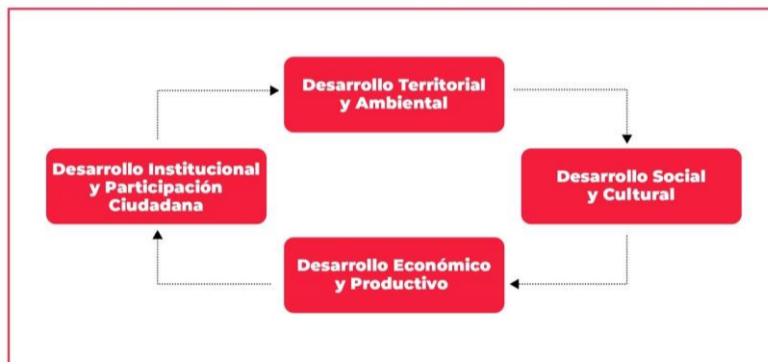 Desarrollo Territorial
y Ambiental
Desarrollo Institucional
y Participación
Ciudadana
Desarrollo Social
y Cultural
Desarrollo Económico
y Productivo